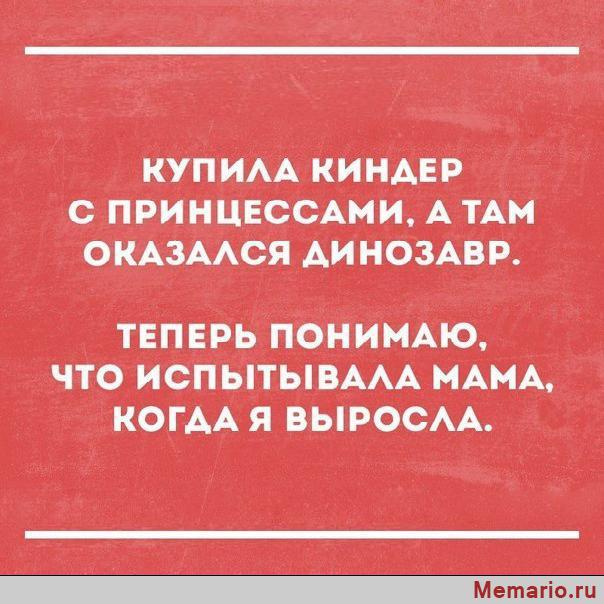 КУПИЛА КИНДЕР
С ПРИНЦЕССАМИ, А ТАМ
ОКАЗАЛСЯ ДИНОЗАВР.
ТЕПЕРЬ ПОНИМАЮ,
ЧТО ИСПЫТЫВАЛА МАМА,
КОГДА Я ВЫРОСЛА.
Memario.ru